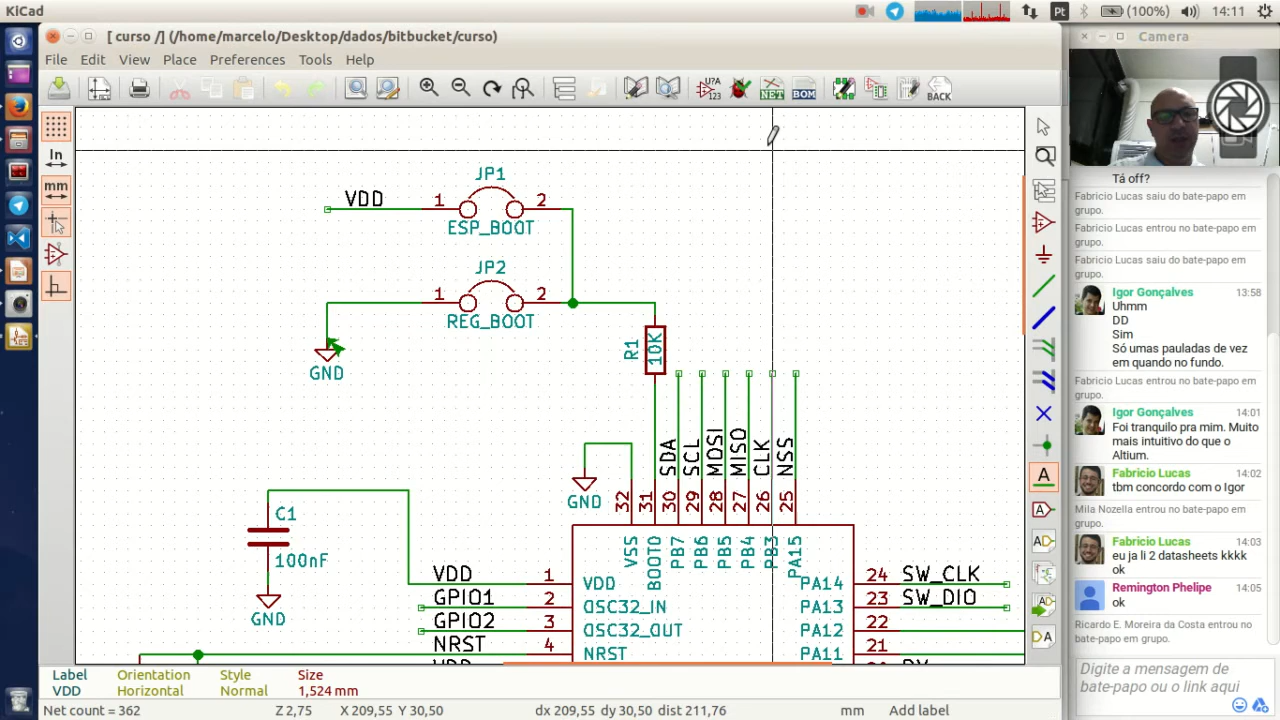 KiCad
Pt
(100%)
14:11
[ curso /] (/home/marcelo/Desktop/dados/bitbucket/curso)
Camera
File Edit View Place Preferences Tools Help
U?A
123
NET
BOM
BACK
In
mm
VDD
1
JP1
2
ESP_BOOT
1
JP2
2
REG_BOOT
GND
R1
10K
GND
SDA
SCL
MOSI
MISO
CLK
NSS
32
31
30
29
28
27
26
25
VSS
BOOT0
PB7
PB6
PB5
PB4
PB3
PA15
C1
100nF
GND
VDD 1 VDD
GPIO1 2 OSC32_IN
GPIO2 3 OSC32_OUT
NRST 4 NRST
PA14 24 SW_CLK
PA13 23 SW_DIO
PA12 22
PA11 21
A
A
AD
AD
DA
Tá off?
Fabricio Lucas saiu do bate-papo em
grupo.
Fabricio Lucas entrou no bate-papo em
grupo.
Fabricio Lucas saiu do bate-papo em
grupo.
Igor Gonçalves 13:58
Uhmm
DD
Sim
Só umas pauladas de vez
em quando no fundo.
Fabricio Lucas entrou no bate-papo em
grupo.
Igor Gonçalves 14:01
Foi tranquilo pra mim. Muito
mais intuitivo do que o
Altium.
Fabricio Lucas 14:02
tbm concordo com o Igor
Mila Nozella entrou no bate-papo em
grupo.
Fabricio Lucas 14:03
eu ja li 2 datasheets kkkk
ok
Remington Phelipe 14:05
ok
Ricardo E. Moreira da Costa entrou no
bate-papo em grupo.
Digite a mensagem de
bate-papo ou o link aqui
Label Orientation Style Size
VDD Horizontal Normal 1,524 mm
Net count = 362 Z 2,75 X 209,55 Y 30,50 dx 209,55 dy 30,50 dist 211,76 mm Add label